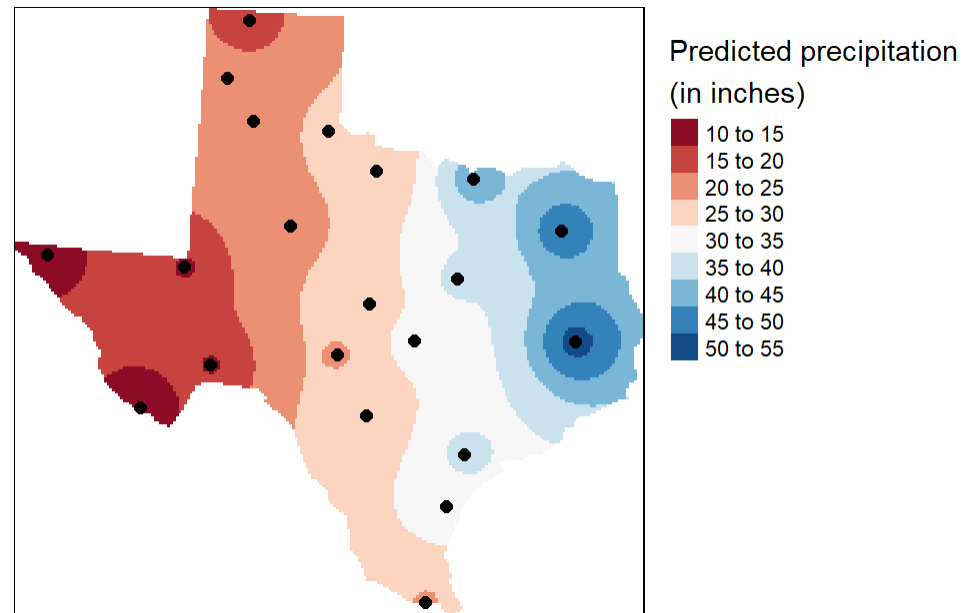 Predicted precipitation
(in inches)
10 to 15
15 to 20
20 to 25
25 to 30
30 to 35
35 to 40
40 to 45
45 to 50
50 to 55